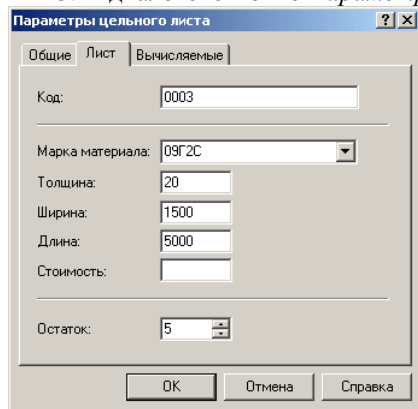 Параметры цельного листа
Общие Лист Вычисляемые
Код: 0003
Марка материала: 09Г2С
Толщина: 20
Ширина: 1500
Длина: 5000
Стоимость:
Остаток: 5
OK Отмена Справка